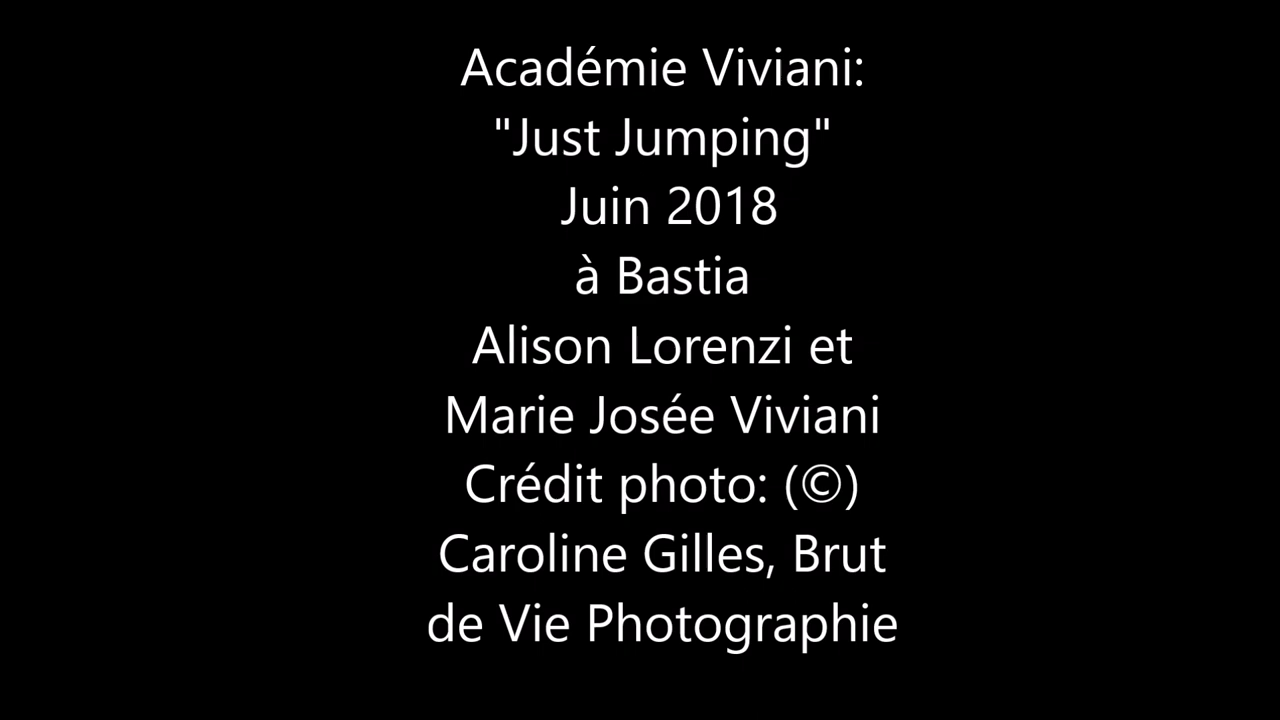 Académie Viviani:
"Just Jumping"
Juin 2018
à Bastia
Alison Lorenzi et
Marie Josée Viviani
Crédit photo: (©)
Caroline Gilles, Brut
de Vie Photographie